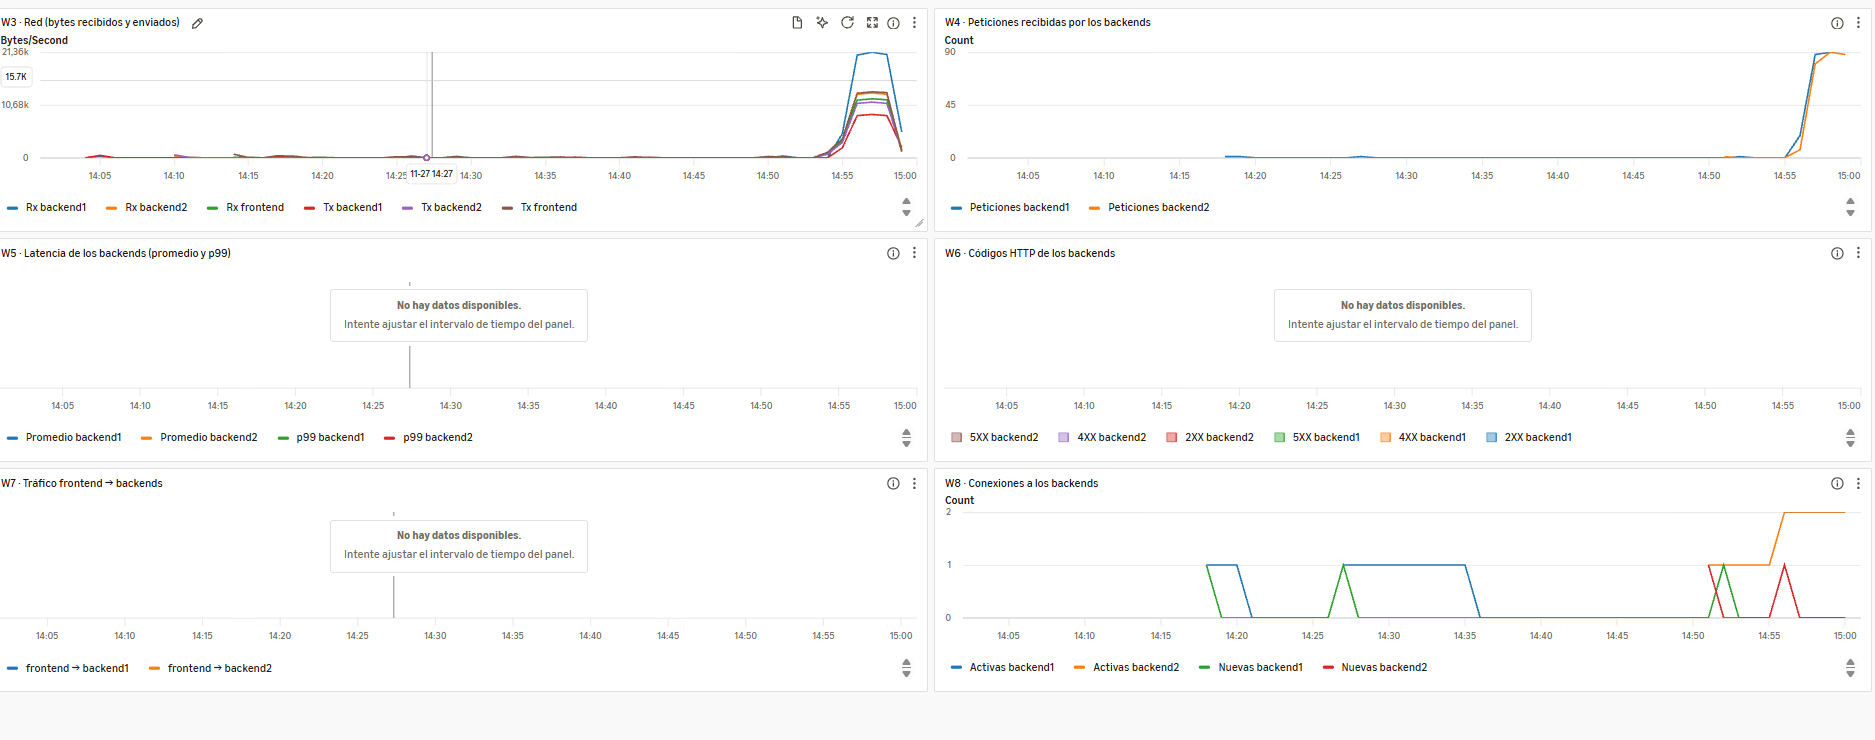 W3 · Red (bytes recibidos y enviados)
Bytes/Second
21,36k
15.7K
10,68k
0
14:05 14:10 14:15 14:20 14:25 11-27 14:27 14:30 14:35 14:40 14:45 14:50 14:55 15:00
Rx backend1 Rx backend2 Rx frontend Tx backend1 Tx backend2 Tx frontend
W4 · Peticiones recibidas por los backends
Count
90
45
0
14:05 14:10 14:15 14:20 14:25 14:30 14:35 14:40 14:45 14:50 14:55 15:00
Peticiones backend1 Peticiones backend2
W5 · Latencia de los backends (promedio y p99)
No hay datos disponibles.
Intente ajustar el intervalo de tiempo del panel.
14:05 14:10 14:15 14:20 14:25 14:30 14:35 14:40 14:45 14:50 14:55 15:00
Promedio backend1 Promedio backend2 p99 backend1 p99 backend2
W6 · Códigos HTTP de los backends
No hay datos disponibles.
Intente ajustar el intervalo de tiempo del panel.
14:05 14:10 14:15 14:20 14:25 14:30 14:35 14:40 14:45 14:50 14:55 15:00
5XX backend2 4XX backend2 2XX backend2 5XX backend1 4XX backend1 2XX backend1
W7 · Tráfico frontend → backends
No hay datos disponibles.
Intente ajustar el intervalo de tiempo del panel.
14:05 14:10 14:15 14:20 14:25 14:30 14:35 14:40 14:45 14:50 14:55 15:00
frontend → backend1 frontend → backend2
W8 · Conexiones a los backends
Count
2
1
0
14:05 14:10 14:15 14:20 14:25 14:30 14:35 14:40 14:45 14:50 14:55 15:00
Activas backend1 Activas backend2 Nuevas backend1 Nuevas backend2